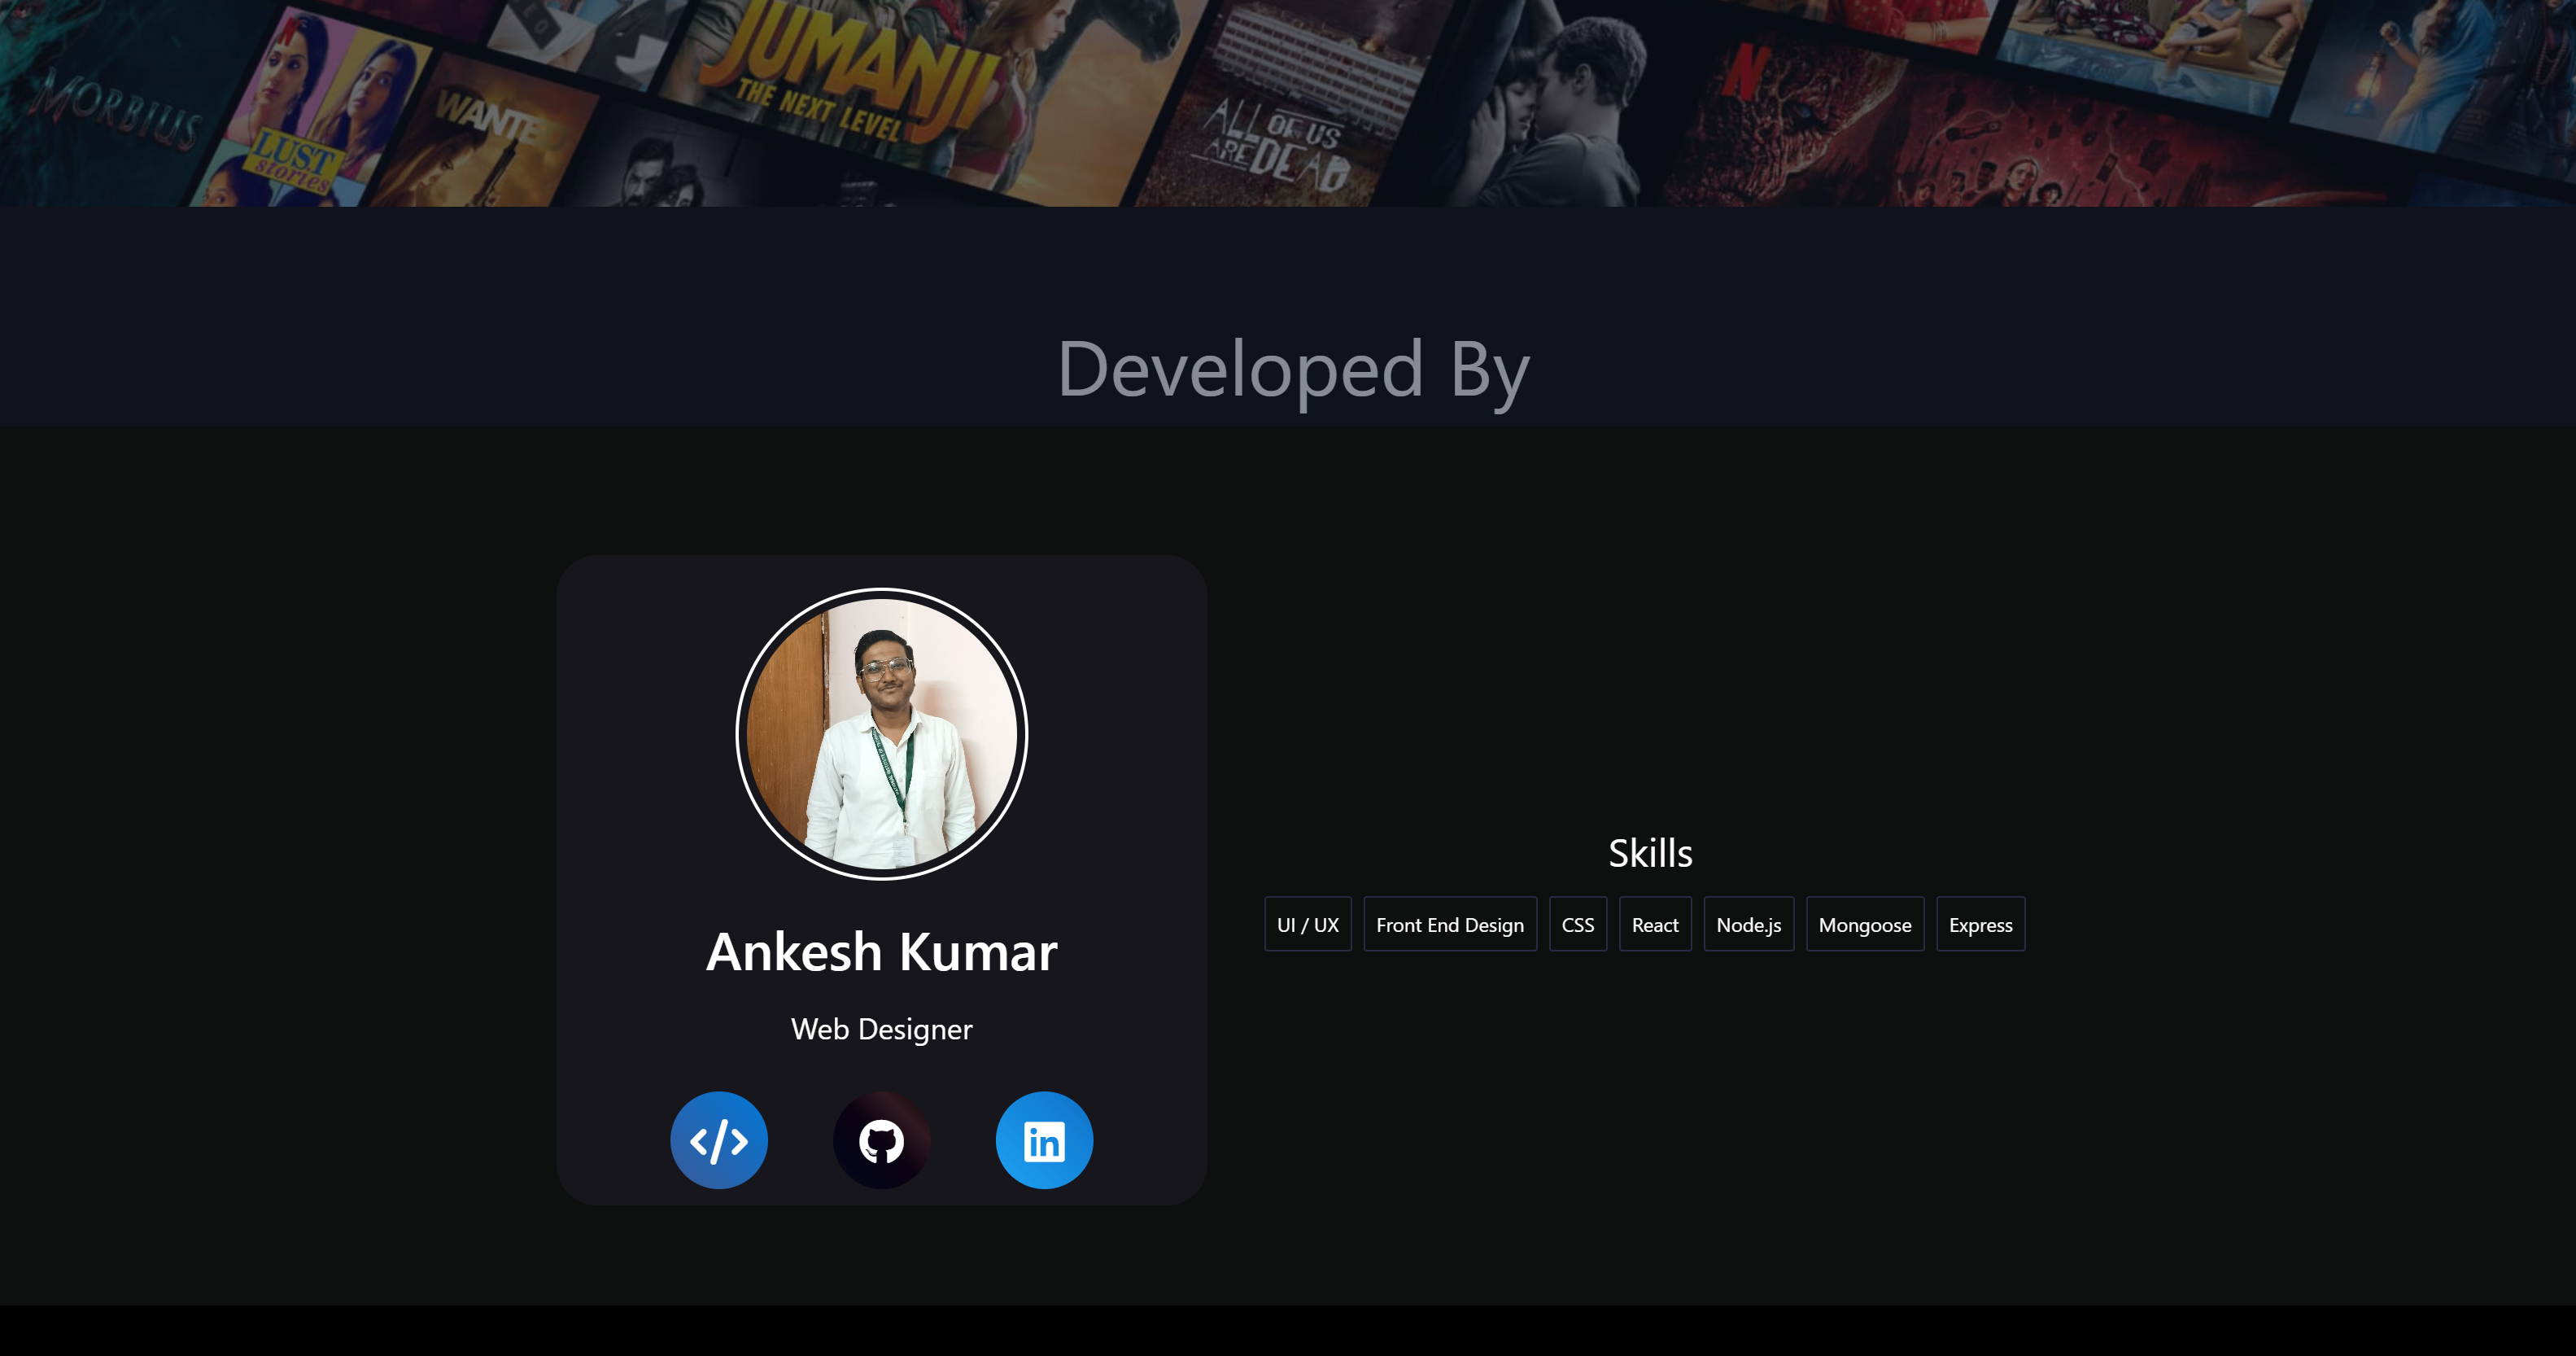 MORBIUS
LUST
stories
WANTE
JUMANJI
THE NEXT LEVEL
ALL OF US
ARE DEAD
N
Developed By
Ankesh Kumar
Web Designer
Skills
UI / UX Front End Design CSS React Node.js Mongoose Express